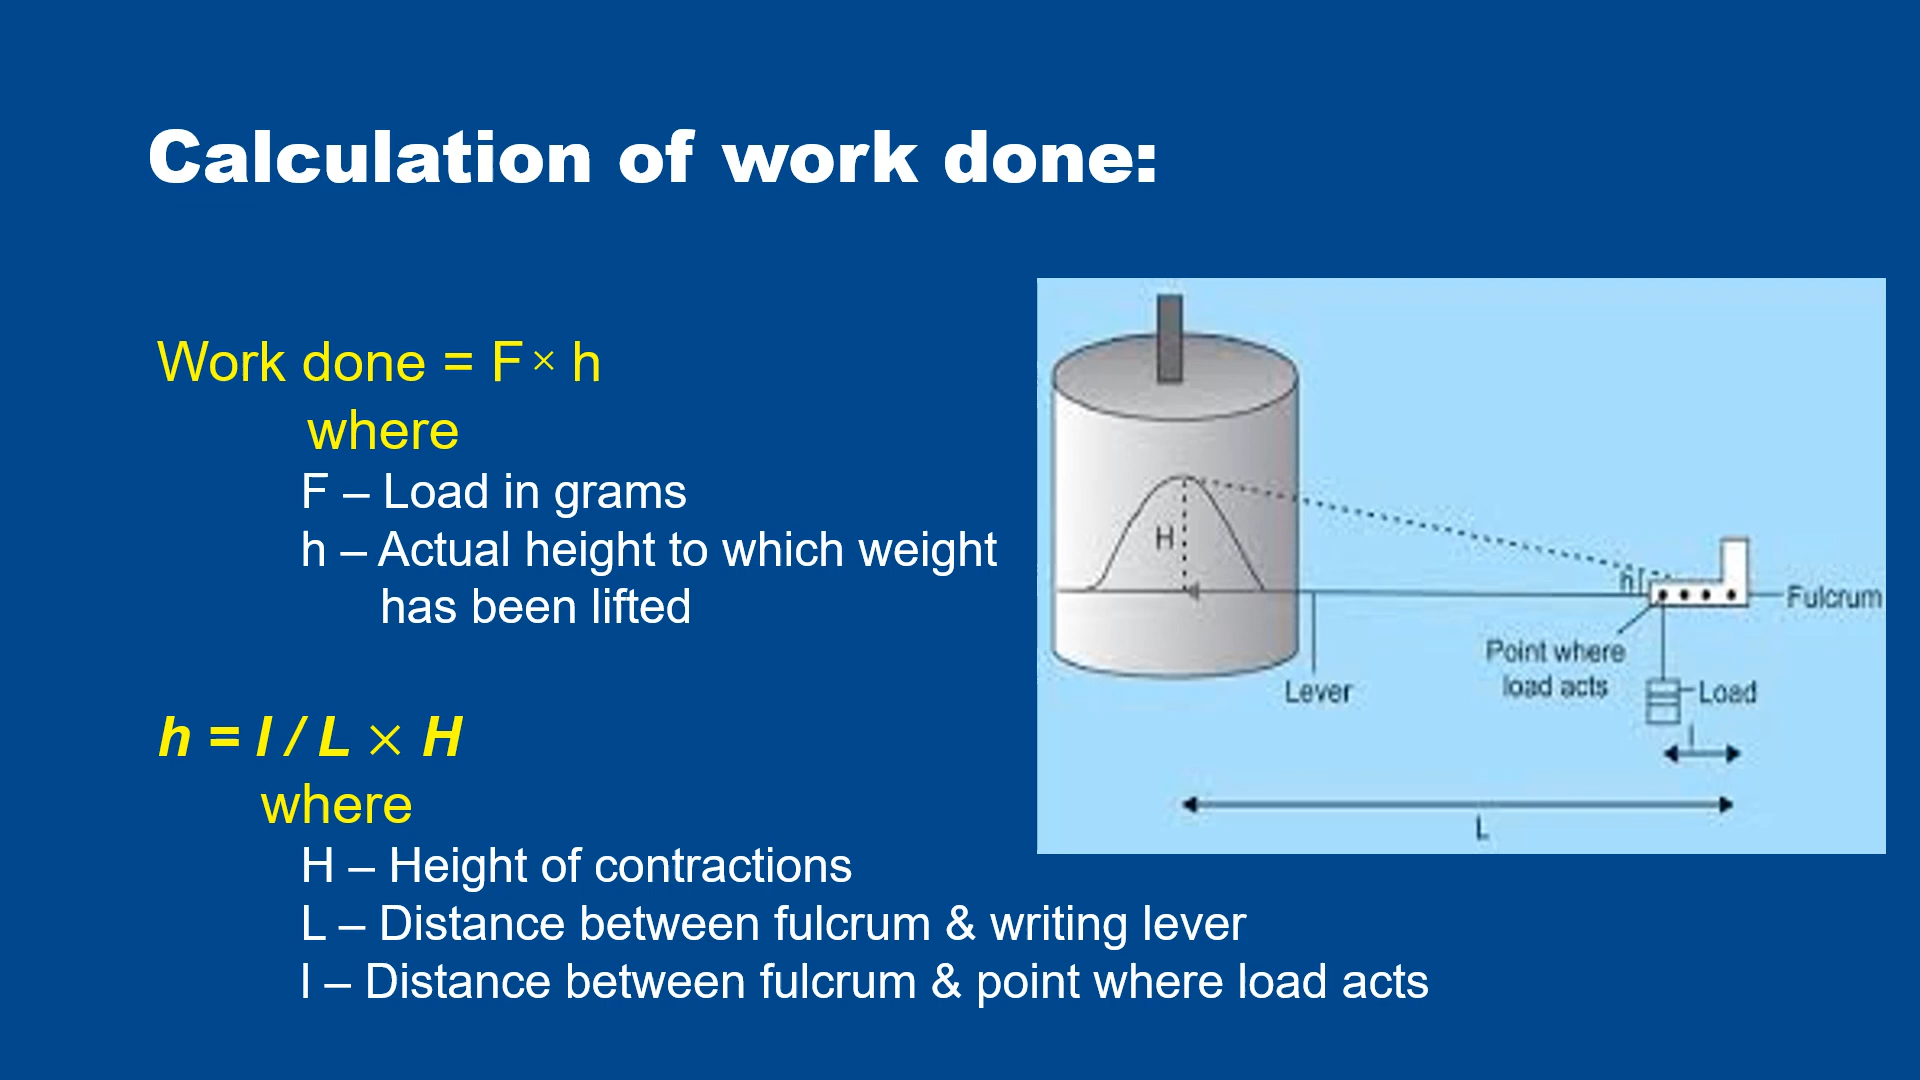 Calculation of work done:
Work done = F × h
where
F – Load in grams
h – Actual height to which weight
has been lifted
h = l / L × H
where
H – Height of contractions
L – Distance between fulcrum & writing lever
l – Distance between fulcrum & point where load acts
H
h
Fulcrum
Point where
load acts
Lever
Load
l
L